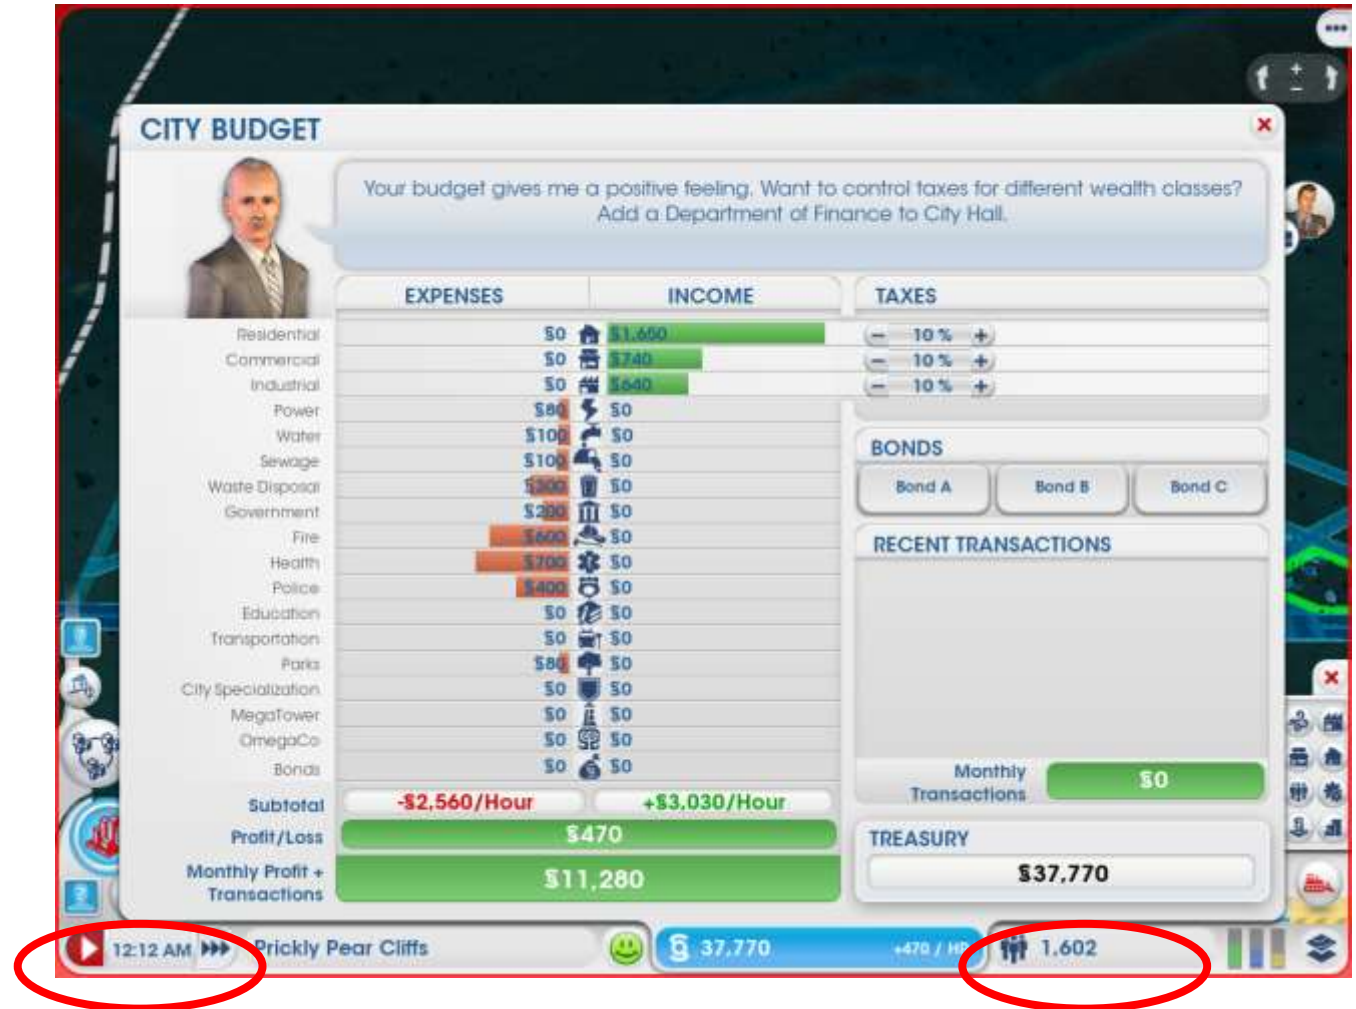 CITY BUDGET
Your budget gives me a positive feeling. Want to control taxes for different wealth classes?
Add a Department of Finance to City Hall.
EXPENSES INCOME TAXES
Residential §0 §1,650 − 10 % +
Commercial §0 §740 − 10 % +
Industrial §0 §640 − 10 % +
Power §80 §0
Water §100 §0
Sewage §100 §0
Waste Disposal §300 §0
Government §200 §0
Fire §600 §0
Health §700 §0
Police §400 §0
Education §0 §0
Transportation §0 §0
Parks §80 §0
City Specialization §0 §0
MegaTower §0 §0
OmegaCo §0 §0
Bonds §0 §0
Subtotal -§2,560/Hour +§3,030/Hour
Profit/Loss §470
Monthly Profit +
Transactions §11,280
BONDS
Bond A Bond B Bond C
RECENT TRANSACTIONS
Monthly
Transactions §0
TREASURY
§37,770
12:12 AM Prickly Pear Cliffs § 37,770 +470 / HR 1,602